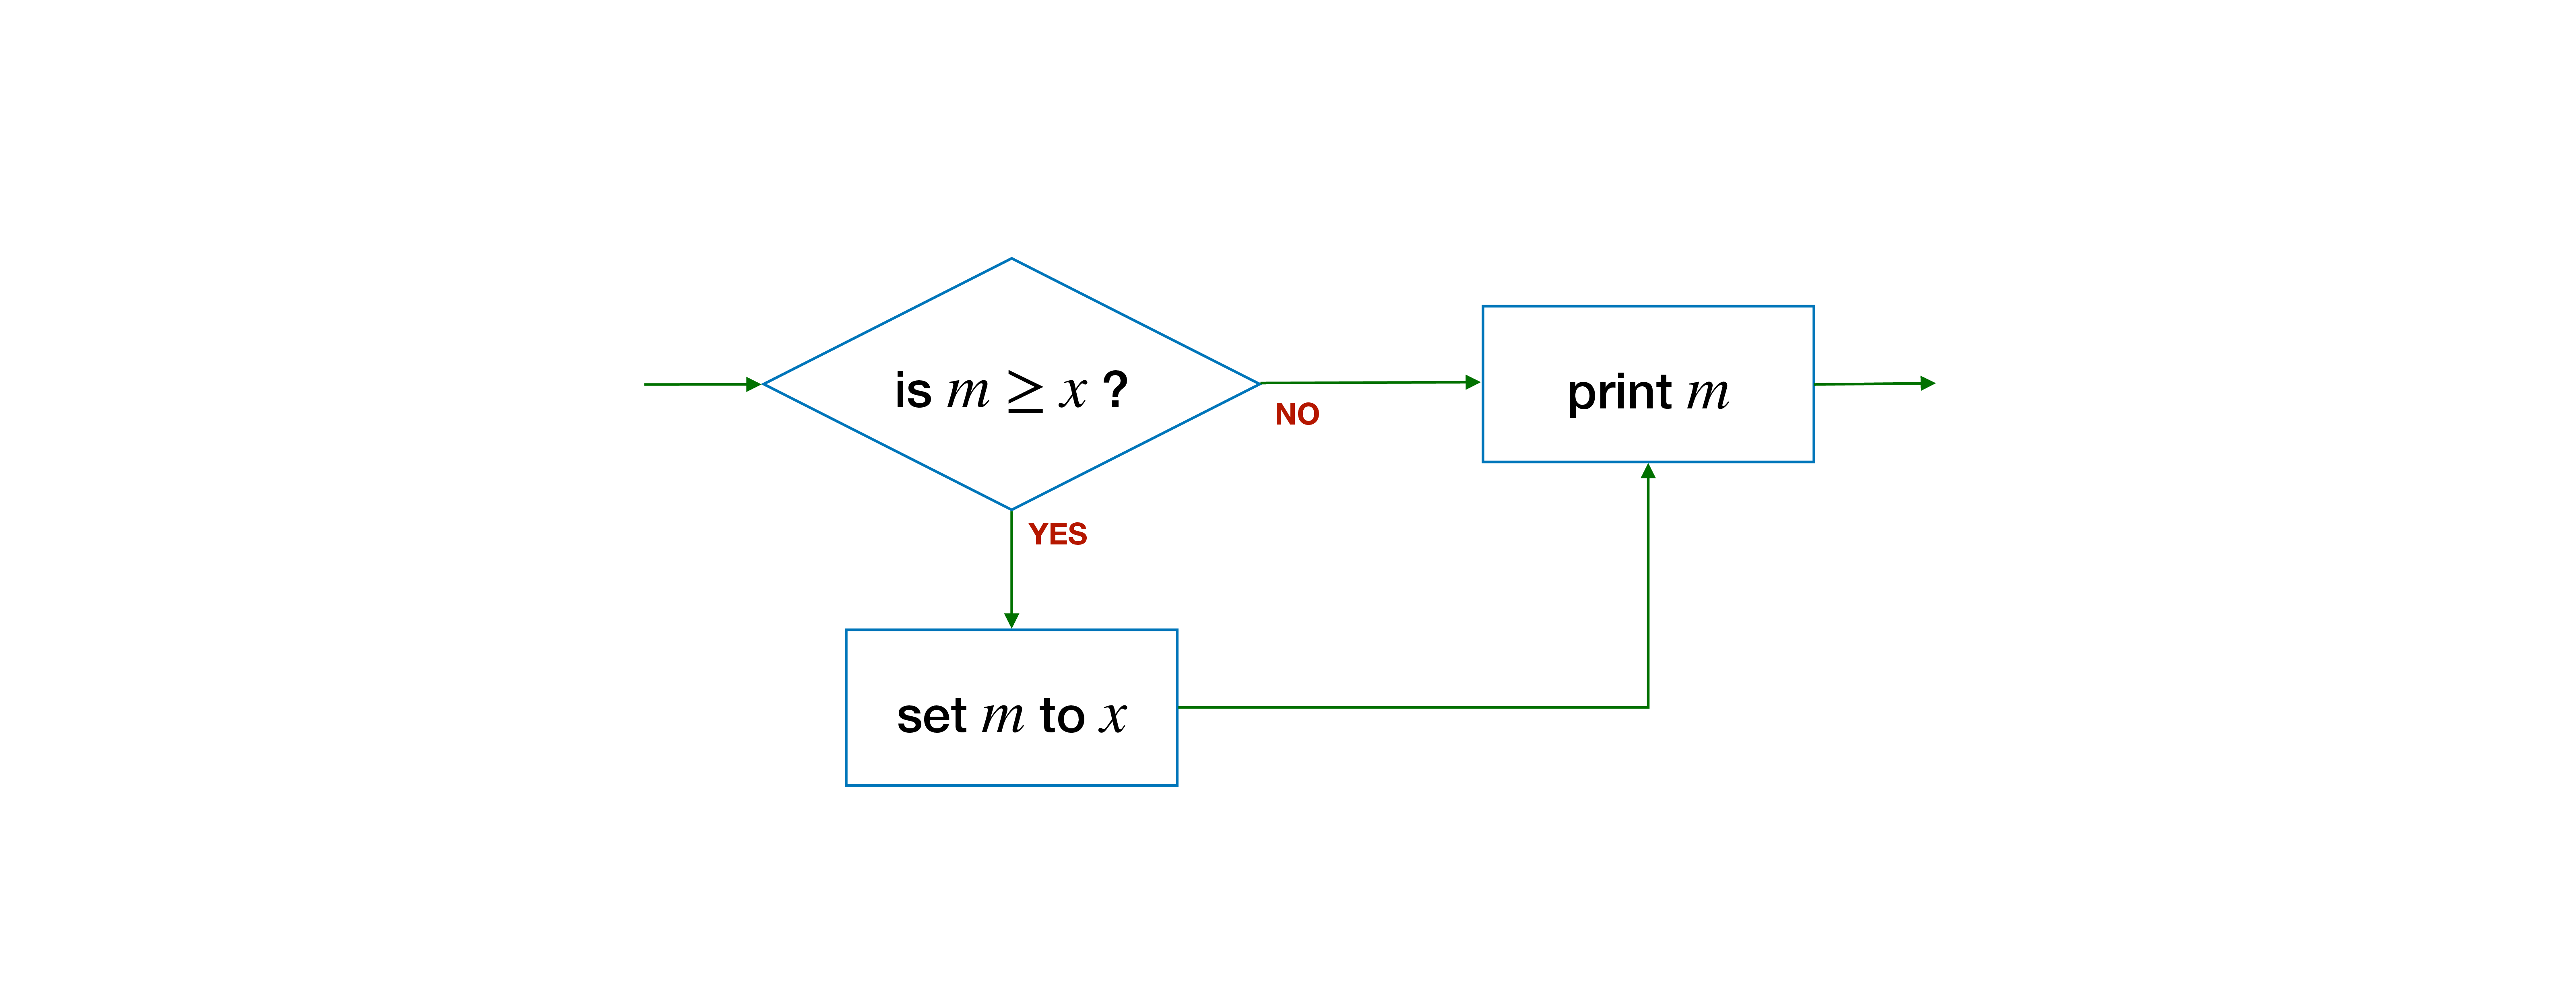 is m ≥ x ?
NO
print m
YES
set m to x